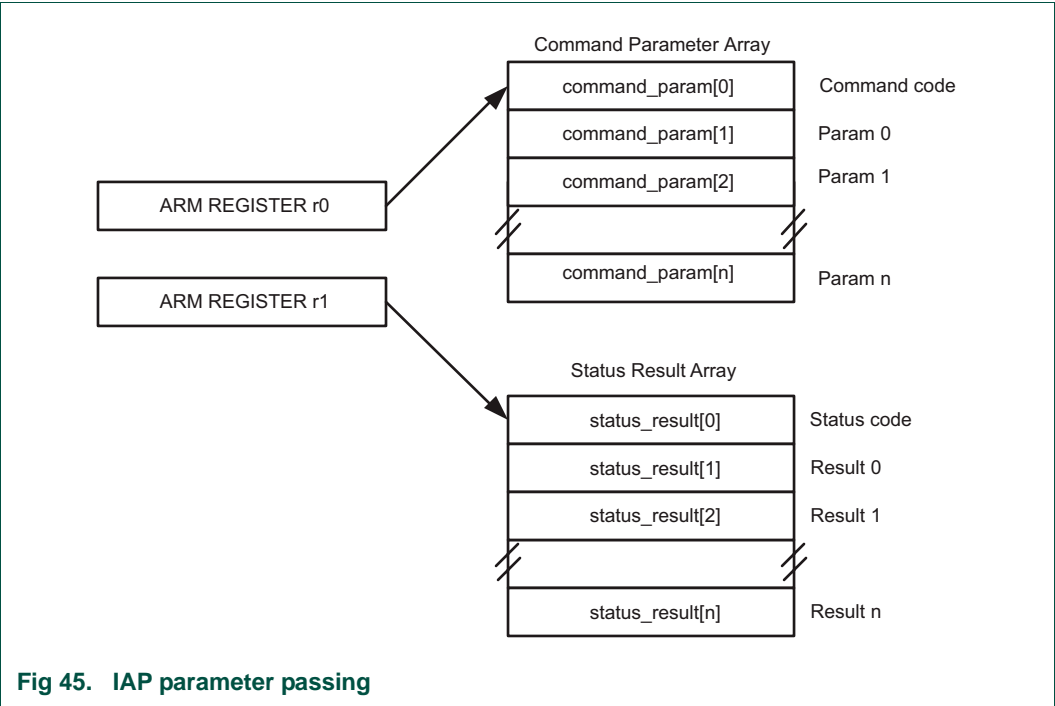 Command Parameter Array
command_param[0] Command code
command_param[1] Param 0
command_param[2] Param 1
ARM REGISTER r0
command_param[n] Param n
ARM REGISTER r1
Status Result Array
status_result[0] Status code
status_result[1] Result 0
status_result[2] Result 1
status_result[n] Result n
Fig 45. IAP parameter passing